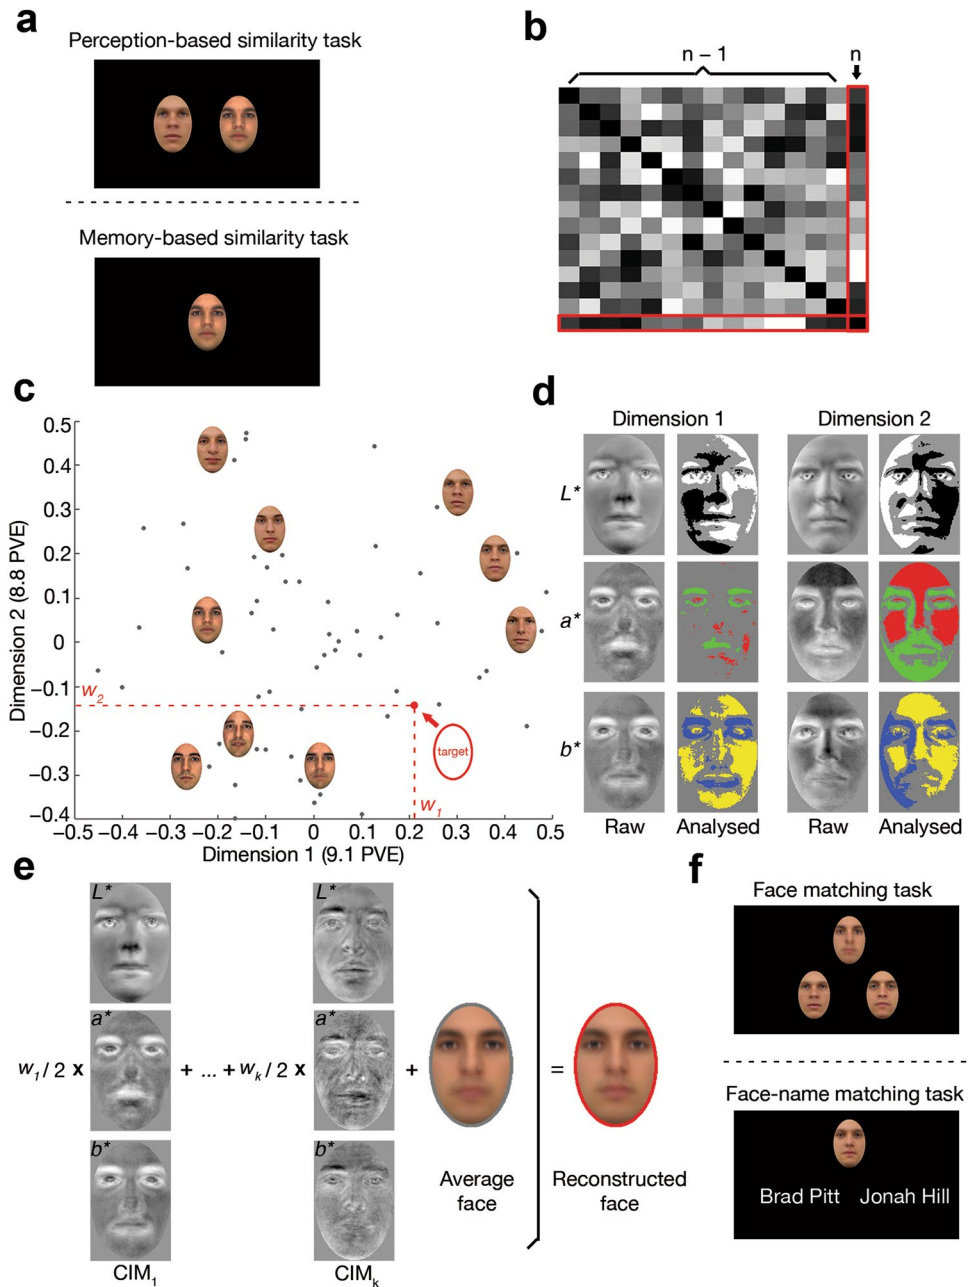 a
Perception-based similarity task
Memory-based similarity task
b
n – 1
n
c
Dimension 2 (8.8 PVE)
0.5
0.4
0.3
0.2
0.1
0
−0.1
−0.2
−0.3
−0.4
w2
target
w1
−0.5 −0.4 −0.3 −0.2 −0.1 0 0.1 0.2 0.3 0.4 0.5
Dimension 1 (9.1 PVE)
d
Dimension 1 Dimension 2
L*
a*
b*
Raw Analysed Raw Analysed
e
L* L*
a* a*
w1/ 2 x + ... + wk/ 2 x + =
b* b*
Average
face
Reconstructed
face
CIM1 CIMk
f
Face matching task
Face-name matching task
Brad Pitt Jonah Hill